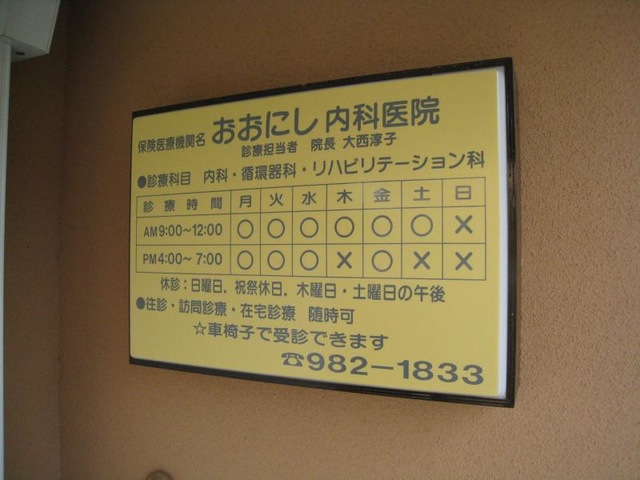 保険医療機関名 おおにし内科医院
診療担当者 院長 大西淳子
●診療科目 内科・循環器科・リハビリテーション科
診療時間 月 火 水 木 金 土 日
AM9:00～12:00 ○ ○ ○ ○ ○ ○ ×
PM4:00～ 7:00 ○ ○ ○ × ○ × ×
休診：日曜日．祝祭休日．木曜日・土曜日の午後
●往診・訪問診療・在宅診療 随時可
☆車椅子で受診できます
☎982－1833